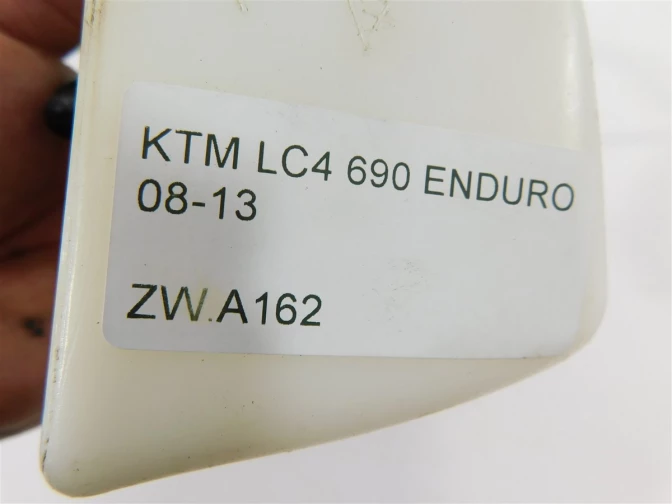 KTM LC4 690 ENDURO
08-13
ZW.A162